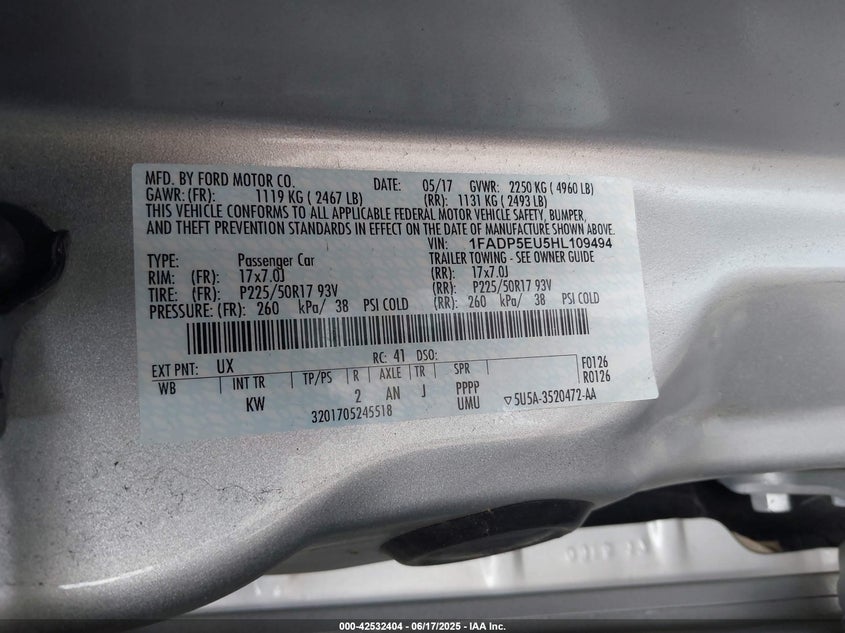 MFD. BY FORD MOTOR CO. DATE: 05/17 GVWR: 2250 KG ( 4960 LB)
GAWR: (FR): 1119 KG ( 2467 LB) (RR): 1131 KG ( 2493 LB)
THIS VEHICLE CONFORMS TO ALL APPLICABLE FEDERAL MOTOR VEHICLE SAFETY, BUMPER,
AND THEFT PREVENTION STANDARDS IN EFFECT ON THE DATE OF MANUFACTURE SHOWN ABOVE.
VIN: 1FADP5EU5HL109494
TYPE: Passenger Car TRAILER TOWING - SEE OWNER GUIDE
RIM: (FR): 17x7.0J (RR): 17x7.0J
TIRE: (FR): P225/50R17 93V (RR): P225/50R17 93V
PRESSURE: (FR): 260 kPa/ 38 PSI COLD (RR): 260 kPa/ 38 PSI COLD
EXT PNT: UX RC: 41 DSO: F0126
WB INT TR TP/PS R AXLE TR SPR R0126
KW 2 AN J PPPP
3201705245518 UMU ▽5U5A-3520472-AA
000-42532404 - 06/17/2025 - IAA Inc.